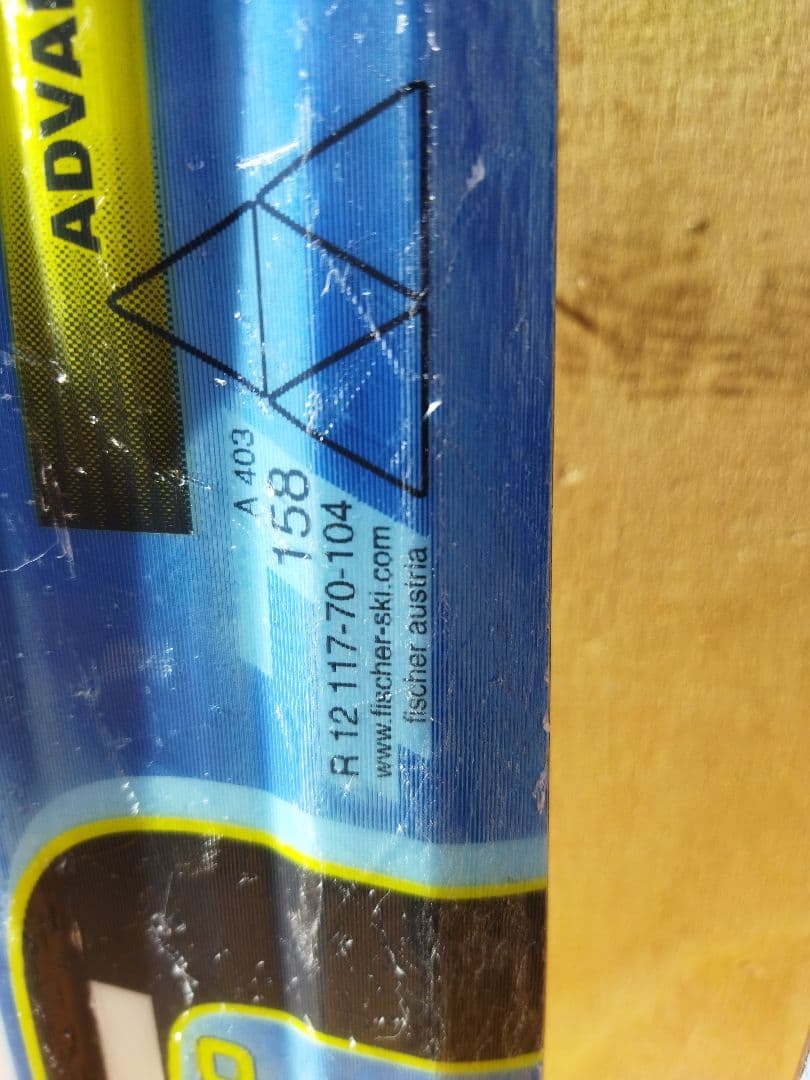 ADVA
A 403
158
R 12 117-70-104
www.fischer-ski.com
fischer austria